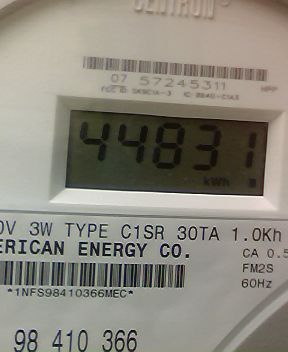 CENTRON
07 57245311
44831
kWh
0V 3W TYPE C1SR 30TA 1.0Kh
ERICAN ENERGY CO.
CA 0.5
FM2S
60Hz
*1NFS98410366MEC*
98 410 366